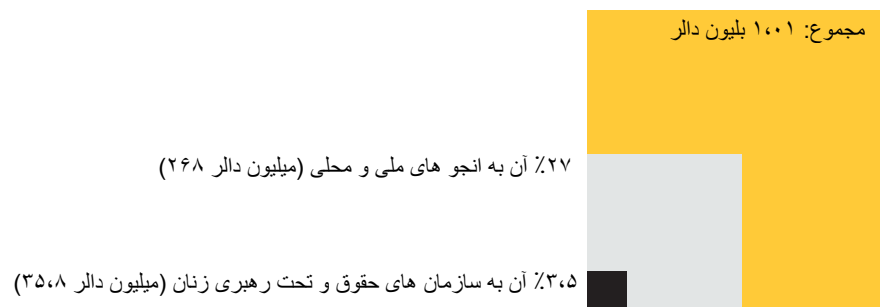 مجموع: ۱،۰۱ بلیون دالر
۲۷٪ آن به انجو های ملی و محلی (میلیون دالر ۲۶۸)
۳،۵٪ آن به سازمان های حقوق و تحت رهبری زنان (میلیون دالر ۳۵،۸)